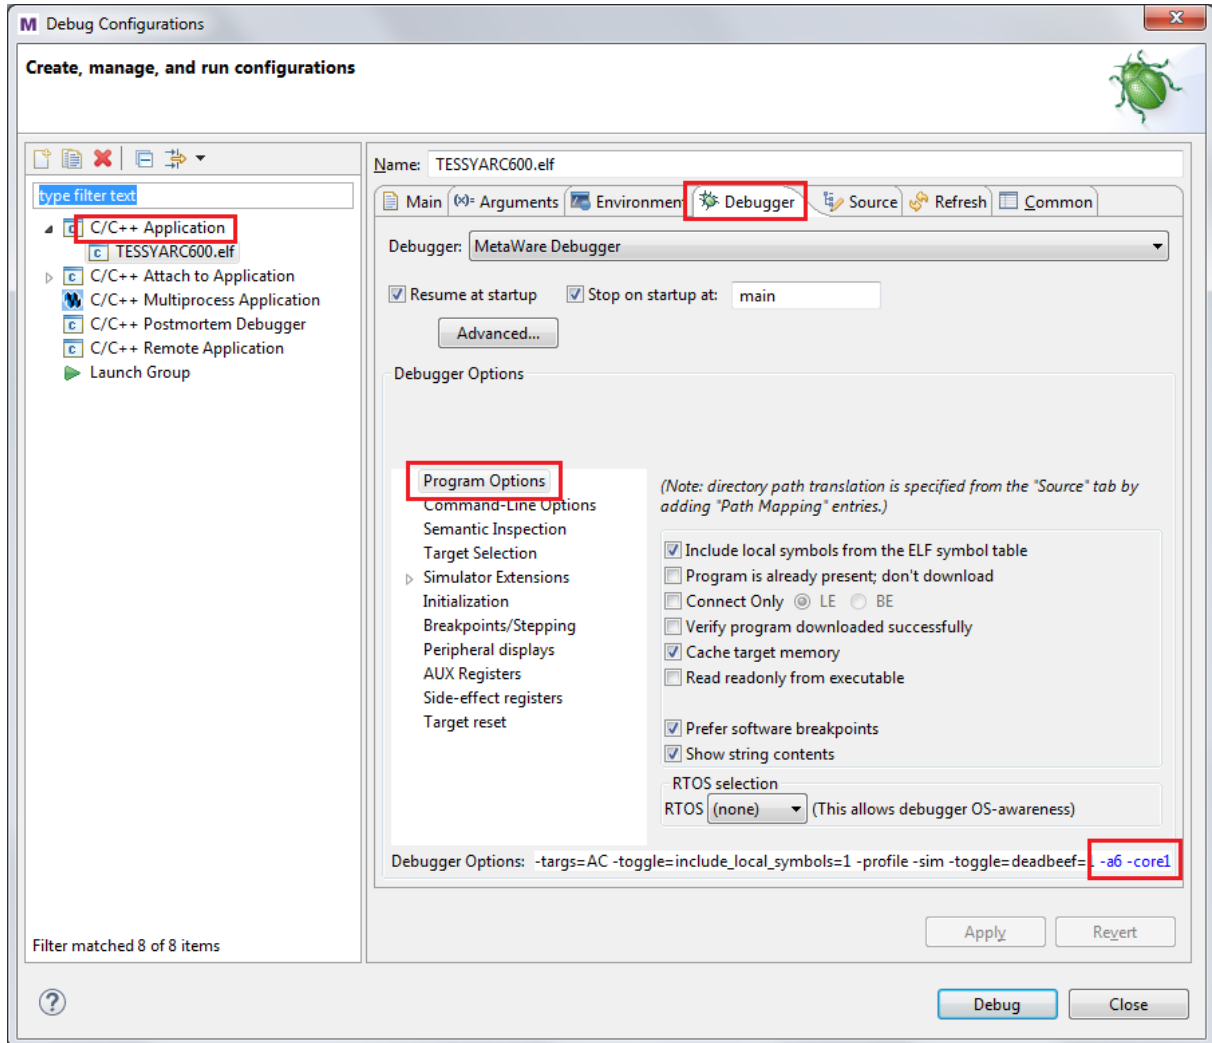 M Debug Configurations
Create, manage, and run configurations
type filter text
C/C++ Application
TESSYARC600.elf
C/C++ Attach to Application
C/C++ Multiprocess Application
C/C++ Postmortem Debugger
C/C++ Remote Application
Launch Group
Filter matched 8 of 8 items
Name: TESSYARC600.elf
Main (x)= Arguments Environment Debugger Source Refresh Common
Debugger: MetaWare Debugger
Resume at startup Stop on startup at: main
Advanced...
Debugger Options
Program Options
Command-Line Options
Semantic Inspection
Target Selection
Simulator Extensions
Initialization
Breakpoints/Stepping
Peripheral displays
AUX Registers
Side-effect registers
Target reset
(Note: directory path translation is specified from the "Source" tab by
adding "Path Mapping" entries.)
Include local symbols from the ELF symbol table
Program is already present; don't download
Connect Only LE BE
Verify program downloaded successfully
Cache target memory
Read readonly from executable
Prefer software breakpoints
Show string contents
RTOS selection
RTOS (none) (This allows debugger OS-awareness)
Debugger Options: -targs=AC -toggle=include_local_symbols=1 -profile -sim -toggle=deadbeef=1 -a6 -core1
Apply Revert
? Debug Close